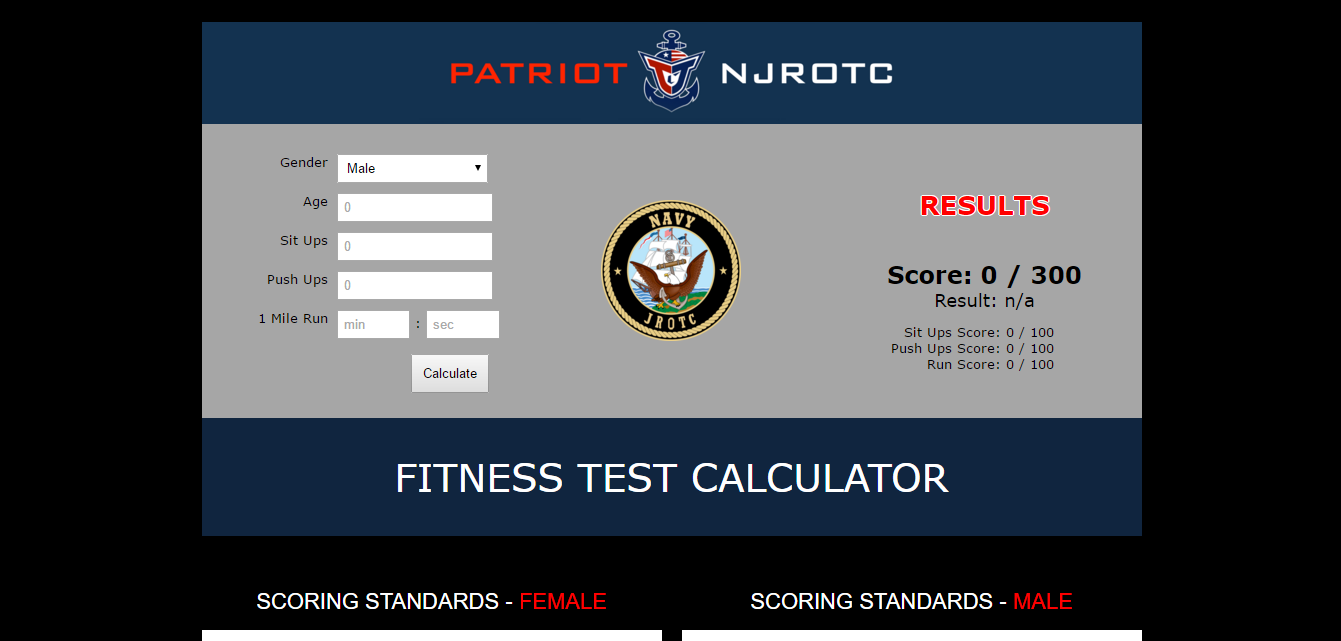 PATRIOT NJROTC
Gender Male
Age 0
Sit Ups 0
Push Ups 0
1 Mile Run min : sec
Calculate
NAVY
JROTC
RESULTS
Score: 0 / 300
Result: n/a
Sit Ups Score: 0 / 100
Push Ups Score: 0 / 100
Run Score: 0 / 100
FITNESS TEST CALCULATOR
SCORING STANDARDS - FEMALE
SCORING STANDARDS - MALE